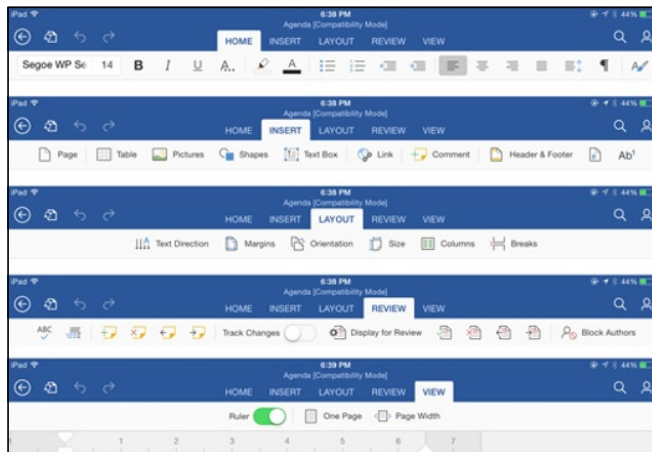 iPad 6:38 PM 44%
Agenda [Compatibility Mode]
HOME INSERT LAYOUT REVIEW VIEW
Segoe WP Se 14 B I U A.. A
iPad 6:38 PM 44%
Agenda [Compatibility Mode]
HOME INSERT LAYOUT REVIEW VIEW
Page Table Pictures Shapes Text Box Link Comment Header & Footer # Ab¹
iPad 6:38 PM 44%
Agenda [Compatibility Mode]
HOME INSERT LAYOUT REVIEW VIEW
Text Direction Margins Orientation Size Columns Breaks
iPad 6:38 PM 44%
Agenda [Compatibility Mode]
HOME INSERT LAYOUT REVIEW VIEW
ABC Track Changes Display for Review Block Authors
iPad 6:39 PM 44%
Agenda [Compatibility Mode]
HOME INSERT LAYOUT REVIEW VIEW
Ruler One Page Page Width
1 1 2 3 4 5 6 7